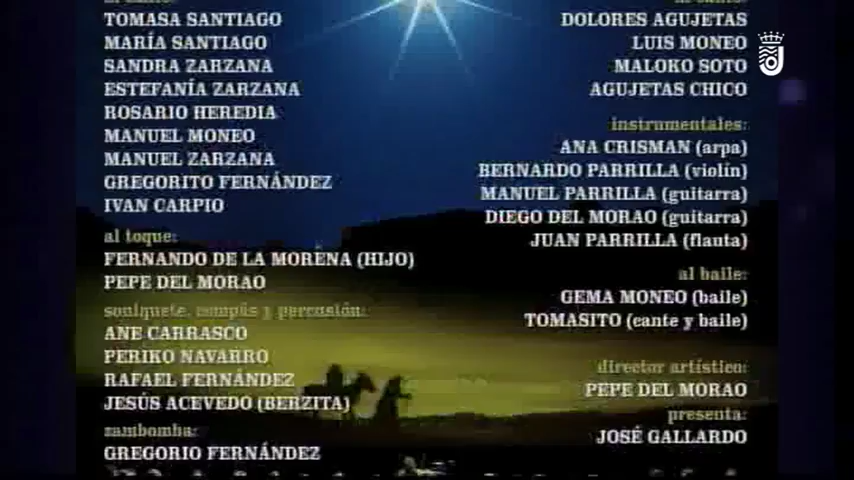 TOMASA SANTIAGO
MARÍA SANTIAGO
SANDRA ZARZANA
ESTEFANÍA ZARZANA
ROSARIO HEREDIA
MANUEL MONEO
MANUEL ZARZANA
GREGORITO FERNÁNDEZ
IVAN CARPIO
al toque:
FERNANDO DE LA MORENA (HIJO)
PEPE DEL MORAO
soniquete, compás y percusión:
ANE CARRASCO
PERIKO NAVARRO
RAFAEL FERNÁNDEZ
JESÚS ACEVEDO (BERZITA)
zambomba:
GREGORIO FERNÁNDEZ
DOLORES AGUJETAS
LUIS MONEO
MALOKO SOTO
AGUJETAS CHICO
instrumentales:
ANA CRISMAN (arpa)
BERNARDO PARRILLA (violín)
MANUEL PARRILLA (guitarra)
DIEGO DEL MORAO (guitarra)
JUAN PARRILLA (flauta)
al baile:
GEMA MONEO (baile)
TOMASITO (cante y baile)
director artístico:
PEPE DEL MORAO
presenta:
JOSÉ GALLARDO